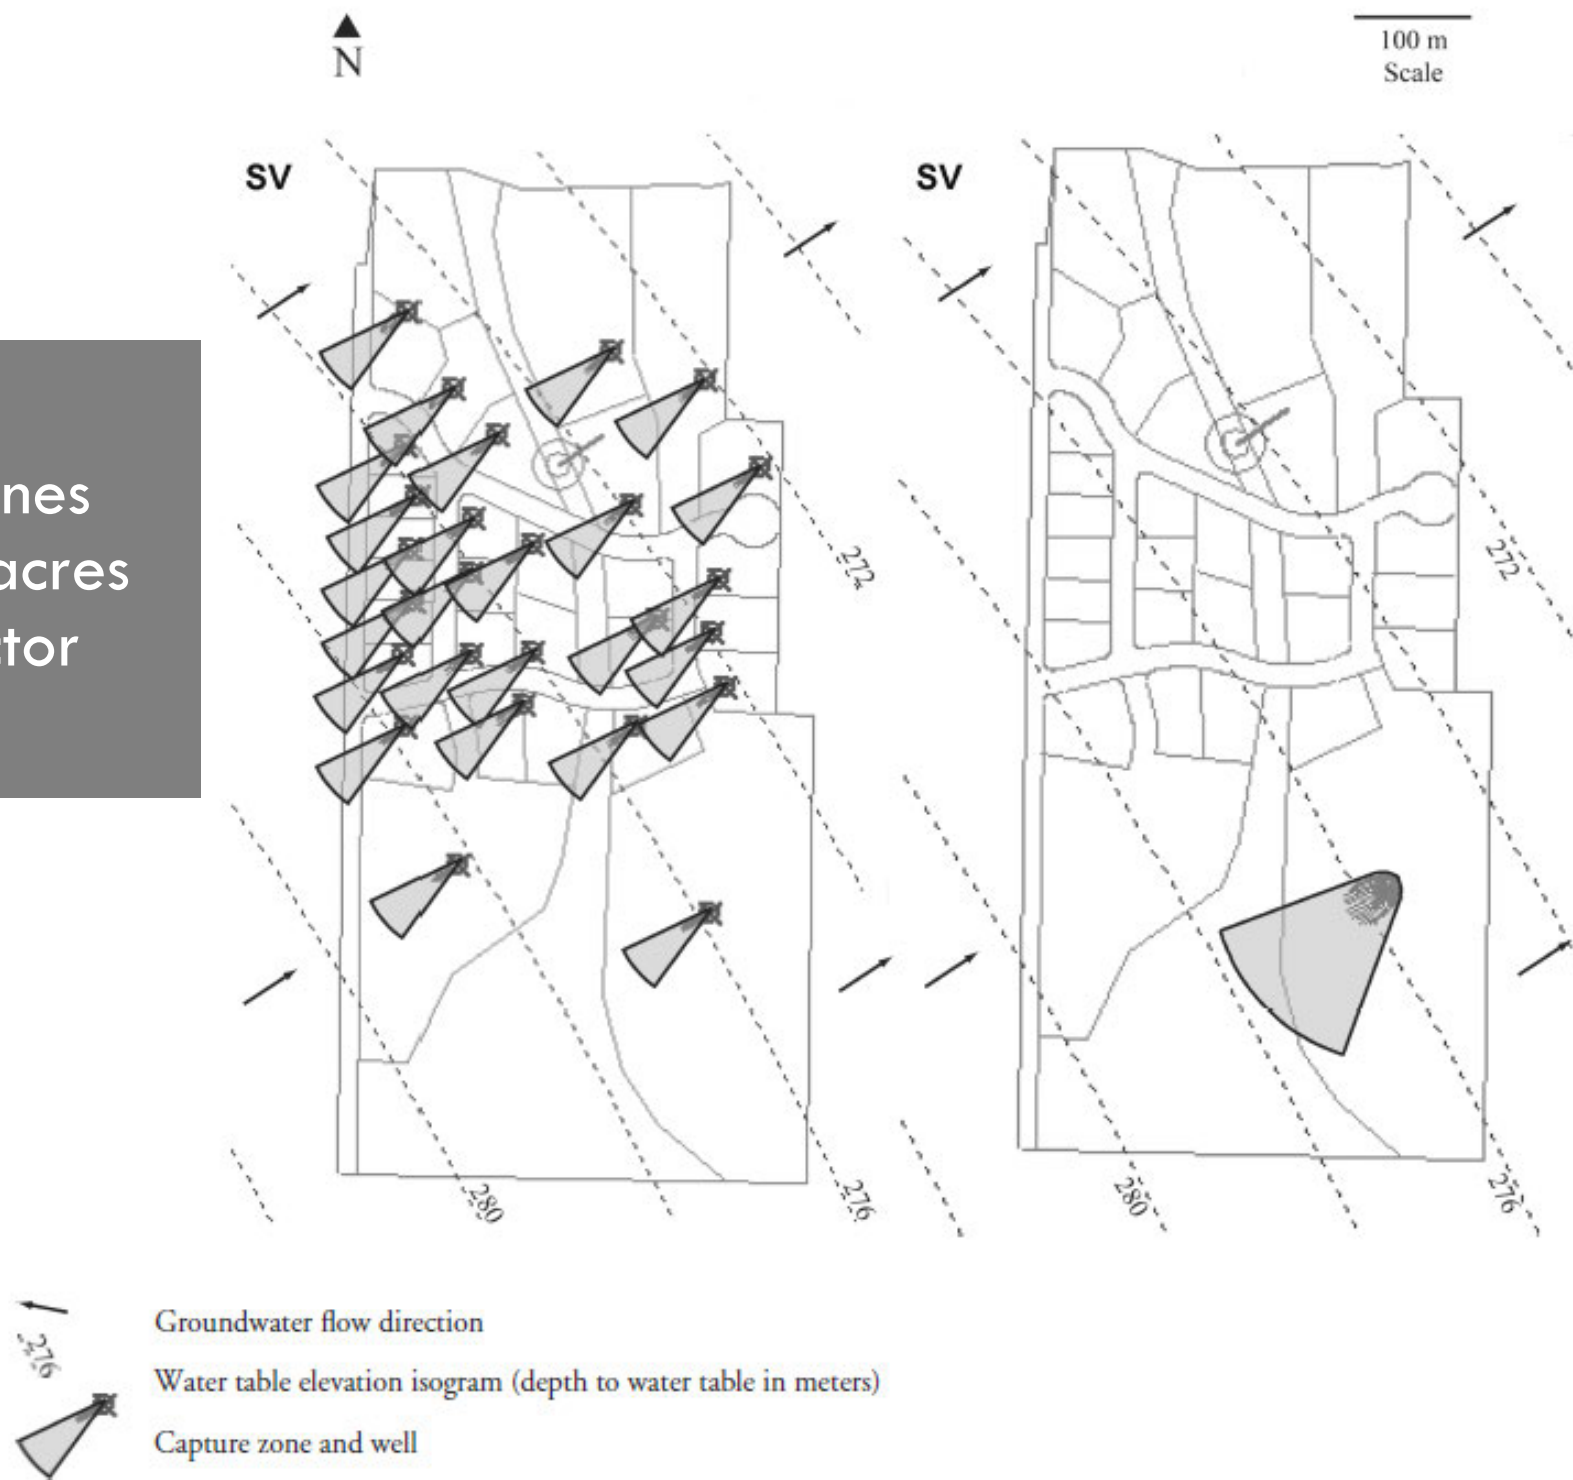 N
100 m
Scale
SV
SV
nes
acres
ctor
272
272
280
276
280
276
Groundwater flow direction
276
Water table elevation isogram (depth to water table in meters)
Capture zone and well